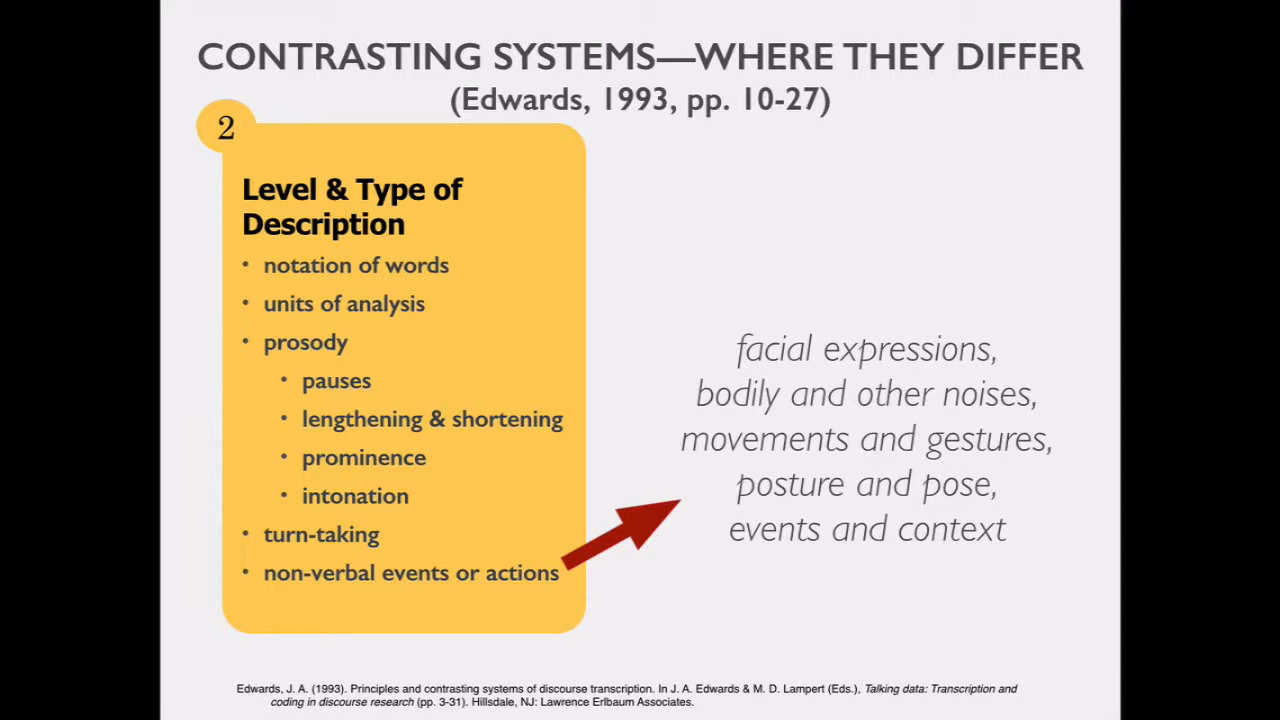 CONTRASTING SYSTEMS—WHERE THEY DIFFER
(Edwards, 1993, pp. 10-27)
2
Level & Type of
Description
• notation of words
• units of analysis
• prosody
• pauses
• lengthening & shortening
• prominence
• intonation
• turn-taking
• non-verbal events or actions
facial expressions,
bodily and other noises,
movements and gestures,
posture and pose,
events and context
Edwards, J. A. (1993). Principles and contrasting systems of discourse transcription. In J. A. Edwards & M. D. Lampert (Eds.), Talking data: Transcription and
coding in discourse research (pp. 3-31). Hillsdale, NJ: Lawrence Erlbaum Associates.